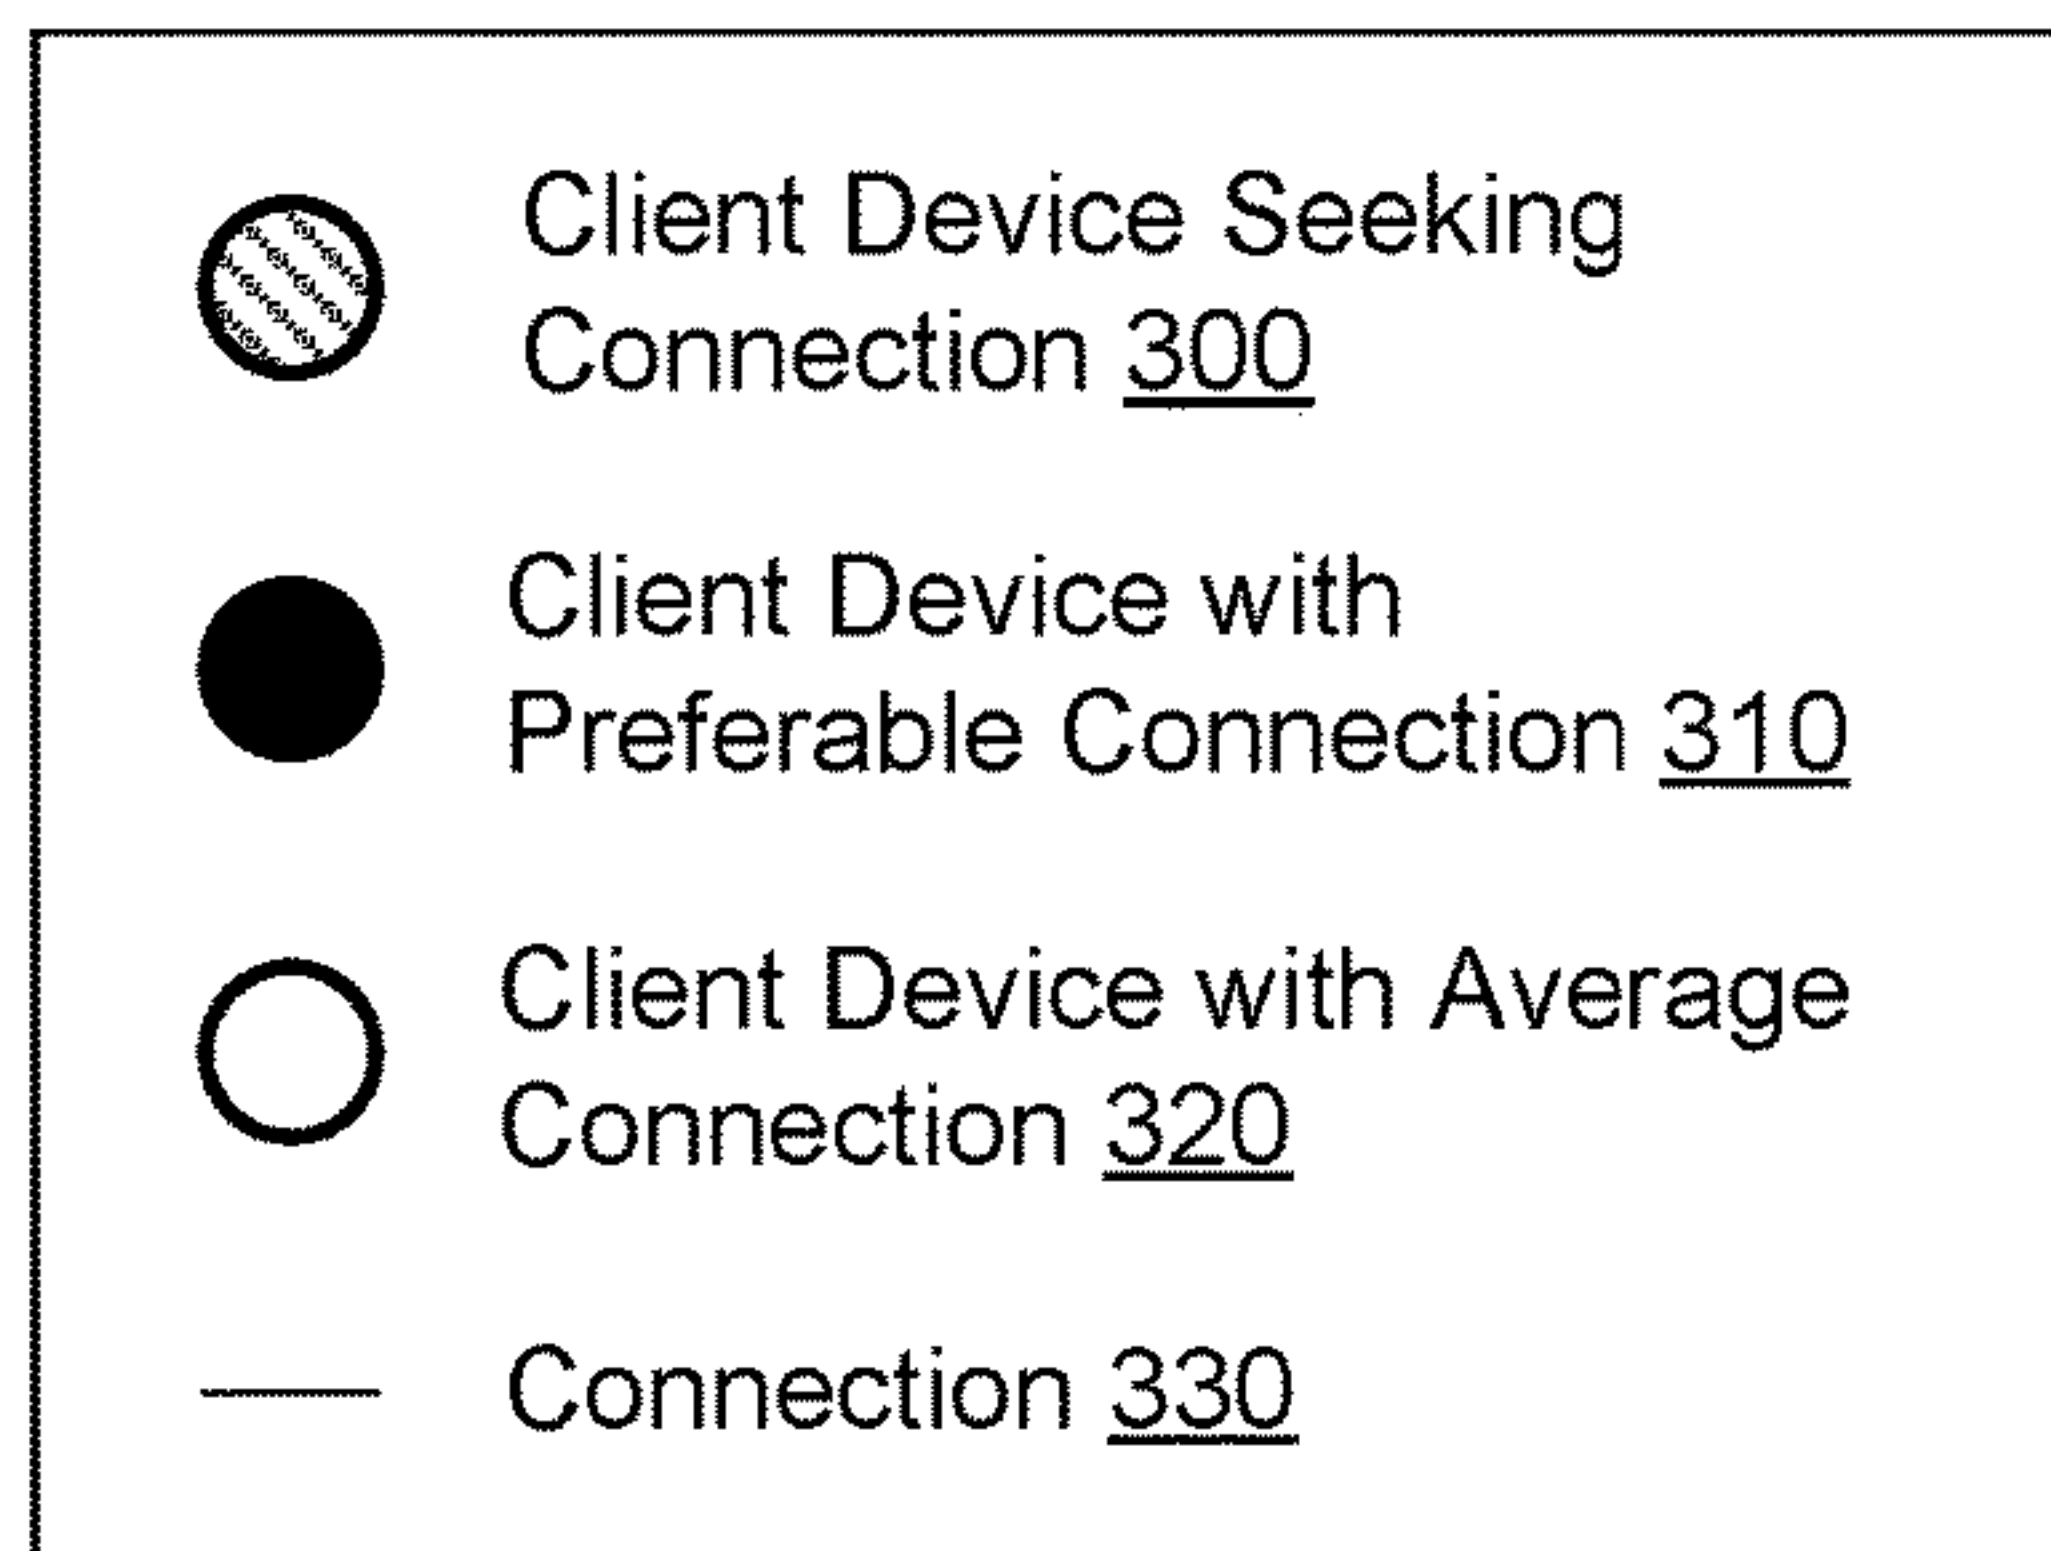 Client Device Seeking
Connection 300
Client Device with
Preferable Connection 310
Client Device with Average
Connection 320
Connection 330